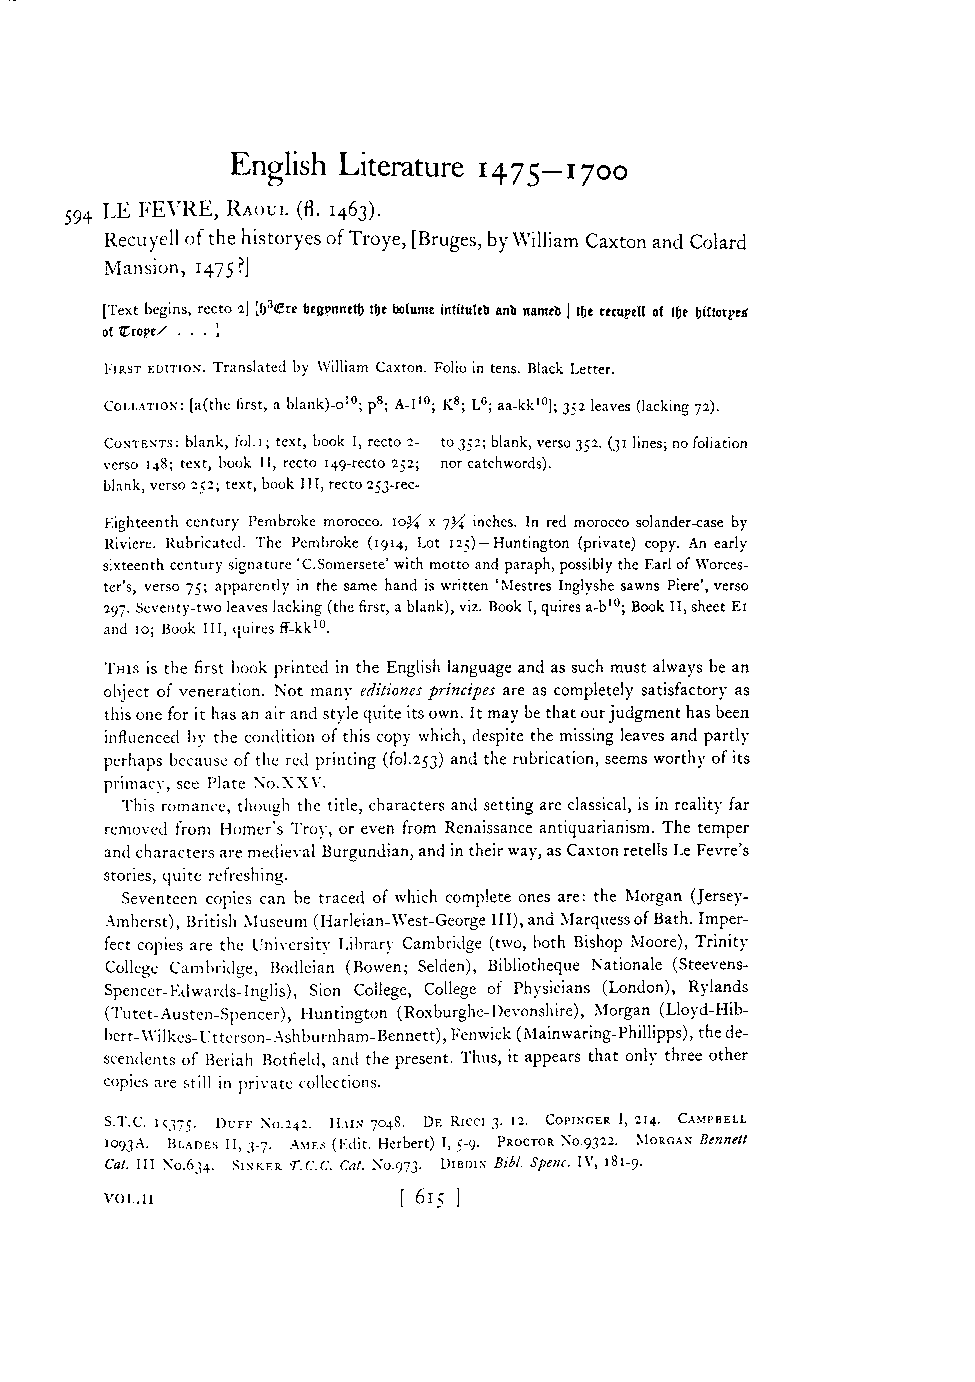 English Literature 1475–1700
594 LE FEVRE, RAOUL (fl. 1463).
Recuyell of the historyes of Troye, [Bruges, by William Caxton and Colard
Mansion, 1475?]
[Text begins, recto 2] [h³Ere begynneth the volume intituled and named | the recuyell of the historyes
of Troye/ . . . ]
FIRST EDITION. Translated by William Caxton. Folio in tens. Black Letter.
COLLATION: [a(the first, a blank)-o¹⁰; p⁸; A-I¹⁰; K⁸; L⁶; aa-kk¹⁰]; 352 leaves (lacking 72).
CONTENTS: blank, fol.1; text, book I, recto 2-
verso 148; text, book II, recto 149-recto 252;
blank, verso 252; text, book III, recto 253-rec-
to 352; blank, verso 352. (31 lines; no foliation
nor catchwords).
Eighteenth century Pembroke morocco. 10¾ x 7¾ inches. In red morocco solander-case by
Riviere. Rubricated. The Pembroke (1914, Lot 125)—Huntington (private) copy. An early
sixteenth century signature 'C.Somersete' with motto and paraph, possibly the Earl of Worces-
ter's, verso 75; apparently in the same hand is written 'Mestres Inglyshe sawns Piere', verso
297. Seventy-two leaves lacking (the first, a blank), viz. Book I, quires a-b¹⁰; Book II, sheet E1
and 10; Book III, quires ff-kk¹⁰.
THIS is the first book printed in the English language and as such must always be an
object of veneration. Not many editiones principes are as completely satisfactory as
this one for it has an air and style quite its own. It may be that our judgment has been
influenced by the condition of this copy which, despite the missing leaves and partly
perhaps because of the red printing (fol.253) and the rubrication, seems worthy of its
primacy, see Plate No.XXV.
This romance, though the title, characters and setting are classical, is in reality far
removed from Homer's Troy, or even from Renaissance antiquarianism. The temper
and characters are medieval Burgundian, and in their way, as Caxton retells Le Fevre's
stories, quite refreshing.
Seventeen copies can be traced of which complete ones are: the Morgan (Jersey-
Amherst), British Museum (Harleian-West-George III), and Marquess of Bath. Imper-
fect copies are the University Library Cambridge (two, both Bishop Moore), Trinity
College Cambridge, Bodleian (Bowen; Selden), Bibliotheque Nationale (Steevens-
Spencer-Edwards-Inglis), Sion College, College of Physicians (London), Rylands
(Tutet-Austen-Spencer), Huntington (Roxburghe-Devonshire), Morgan (Lloyd-Hib-
bert-Wilkes-Utterson-Ashburnham-Bennett), Fenwick (Mainwaring-Phillipps), the de-
scendents of Beriah Botfield, and the present. Thus, it appears that only three other
copies are still in private collections.
S.T.C. 15375. DUFF No.242. HAIN 7048. DE RICCI 3. 12. COPINGER I, 214. CAMPBELL
1093A. BLADES II, 3-7. AMES (Edit. Herbert) I, 5-9. PROCTOR No.9322. MORGAN Bennett
Cat. III No.634. SINKER T.C.C. Cat. No.973. DIBDIN Bibl. Spenc. IV, 181-9.
VOL.II [ 615 ]